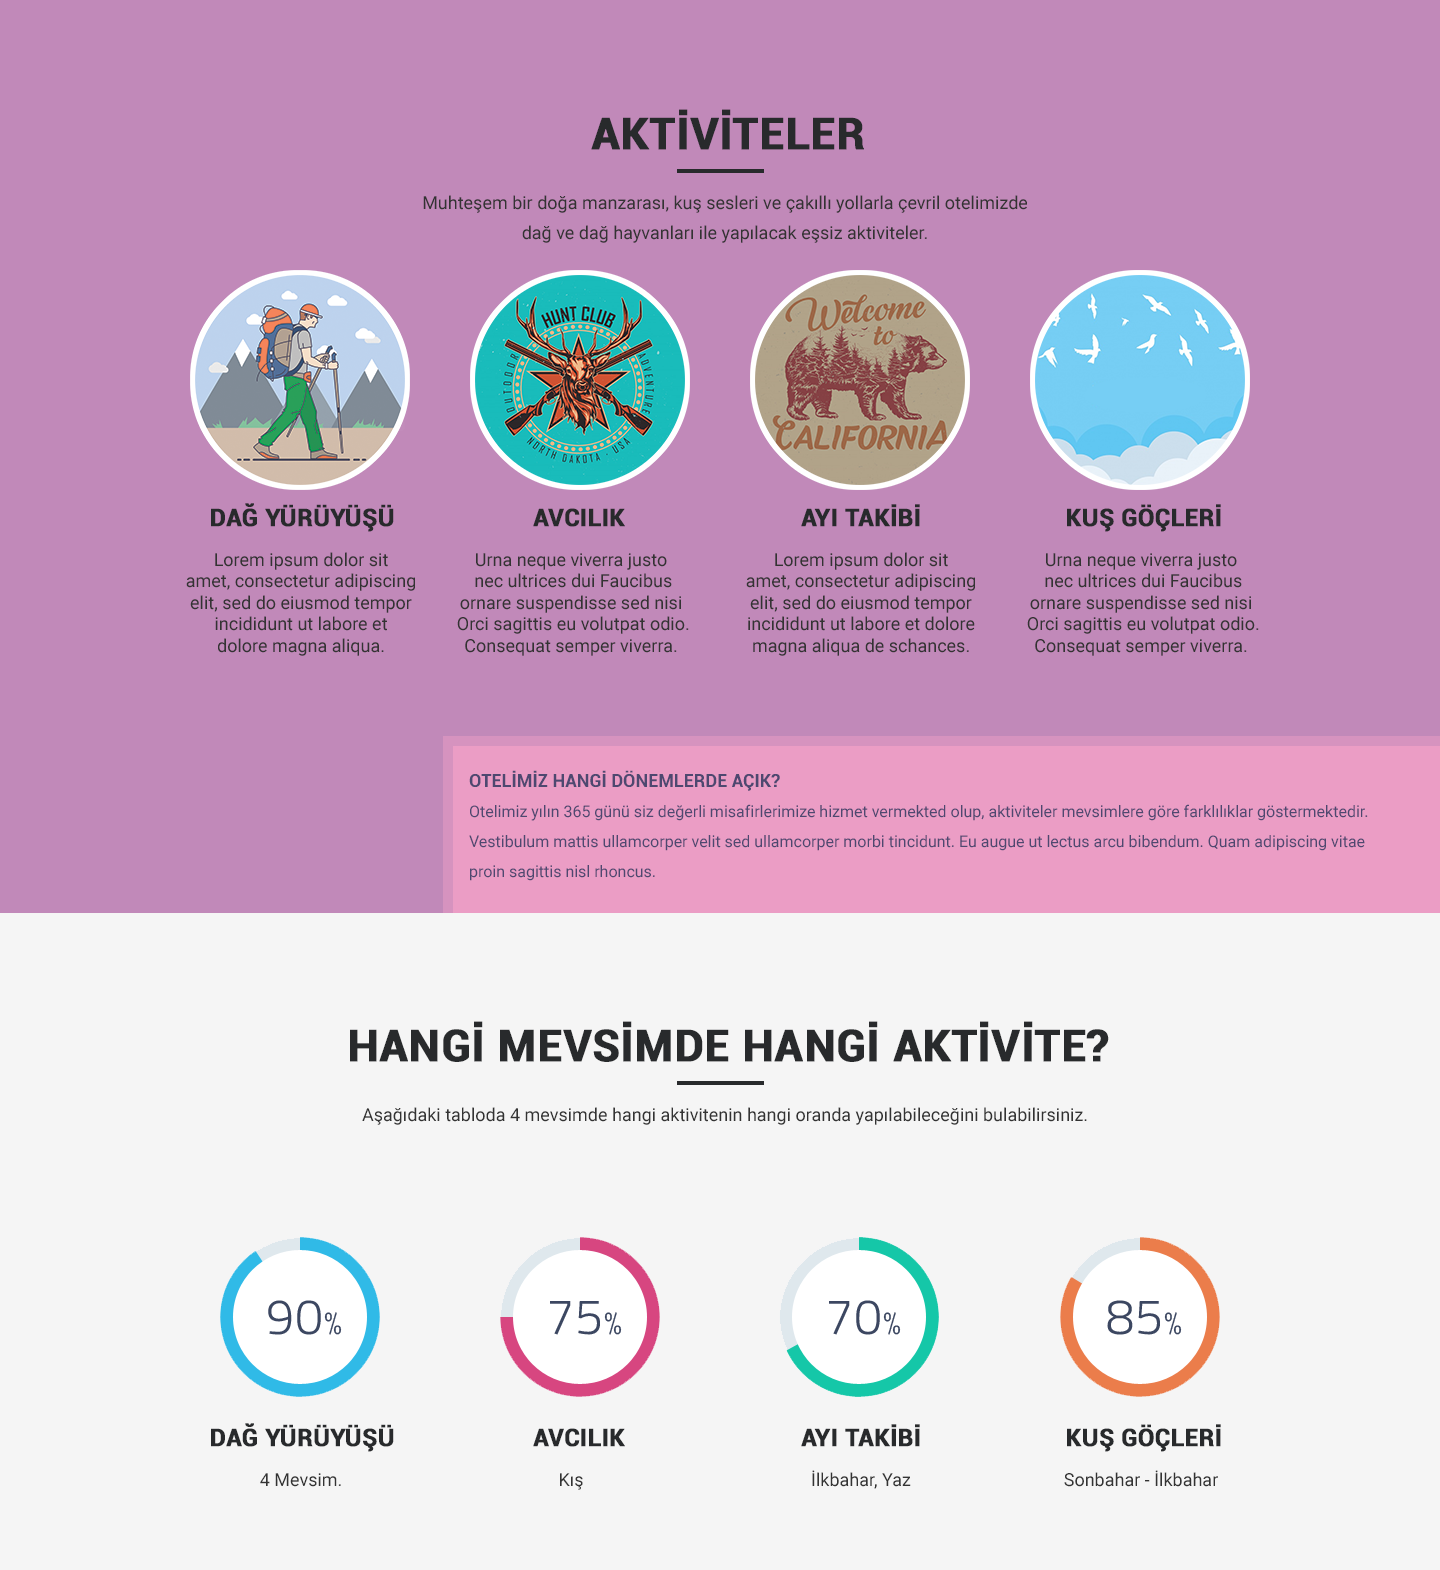 AKTİVİTELER
Muhteşem bir doğa manzarası, kuş sesleri ve çakıllı yollarla çevril otelimizde
dağ ve dağ hayvanları ile yapılacak eşsiz aktiviteler.
HUNT CLUB
OUTDOOR
ADVENTURE
NORTH DAKOTA · USA
Welcome
to
CALIFORNIA
DAĞ YÜRÜYÜŞÜ
Lorem ipsum dolor sit
amet, consectetur adipiscing
elit, sed do eiusmod tempor
incididunt ut labore et
dolore magna aliqua.
AVCILIK
Urna neque viverra justo
nec ultrices dui Faucibus
ornare suspendisse sed nisi
Orci sagittis eu volutpat odio.
Consequat semper viverra.
AYI TAKİBİ
Lorem ipsum dolor sit
amet, consectetur adipiscing
elit, sed do eiusmod tempor
incididunt ut labore et dolore
magna aliqua de schances.
KUŞ GÖÇLERİ
Urna neque viverra justo
nec ultrices dui Faucibus
ornare suspendisse sed nisi
Orci sagittis eu volutpat odio.
Consequat semper viverra.
OTELİMİZ HANGİ DÖNEMLERDE AÇIK?
Otelimiz yılın 365 günü siz değerli misafirlerimize hizmet vermekted olup, aktiviteler mevsimlere göre farklılıklar göstermektedir.
Vestibulum mattis ullamcorper velit sed ullamcorper morbi tincidunt. Eu augue ut lectus arcu bibendum. Quam adipiscing vitae
proin sagittis nisl rhoncus.
HANGİ MEVSİMDE HANGİ AKTİVİTE?
Aşağıdaki tabloda 4 mevsimde hangi aktivitenin hangi oranda yapılabileceğini bulabilirsiniz.
90%
DAĞ YÜRÜYÜŞÜ
4 Mevsim.
75%
AVCILIK
Kış
70%
AYI TAKİBİ
İlkbahar, Yaz
85%
KUŞ GÖÇLERİ
Sonbahar - İlkbahar